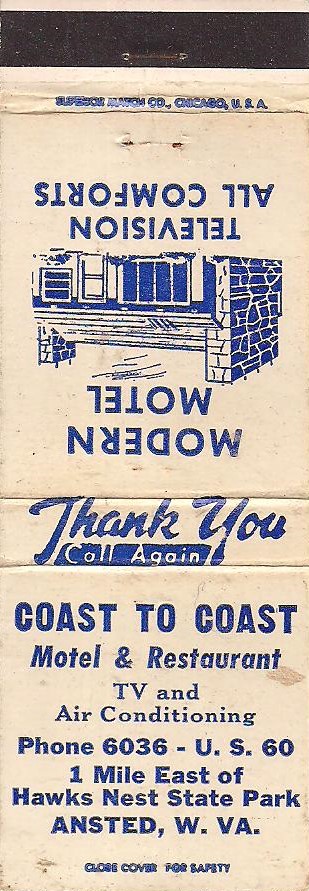 SUPERIOR MATCH CO., CHICAGO, U. S. A.
MODERN
MOTEL
TELEVISION
ALL COMFORTS
Thank You
Call Again
COAST TO COAST
Motel & Restaurant
TV and
Air Conditioning
Phone 6036 - U. S. 60
1 Mile East of
Hawks Nest State Park
ANSTED, W. VA.
CLOSE COVER FOR SAFETY